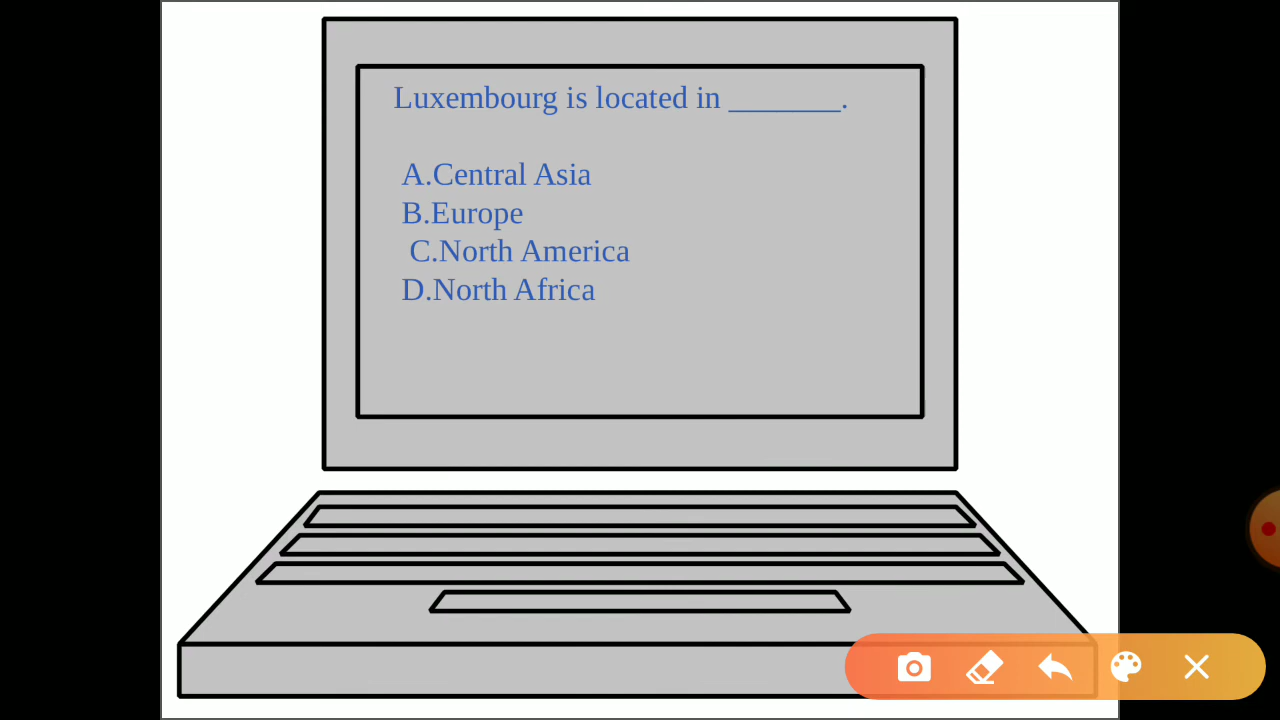 Luxembourg is located in _______.
A.Central Asia
B.Europe
C.North America
D.North Africa